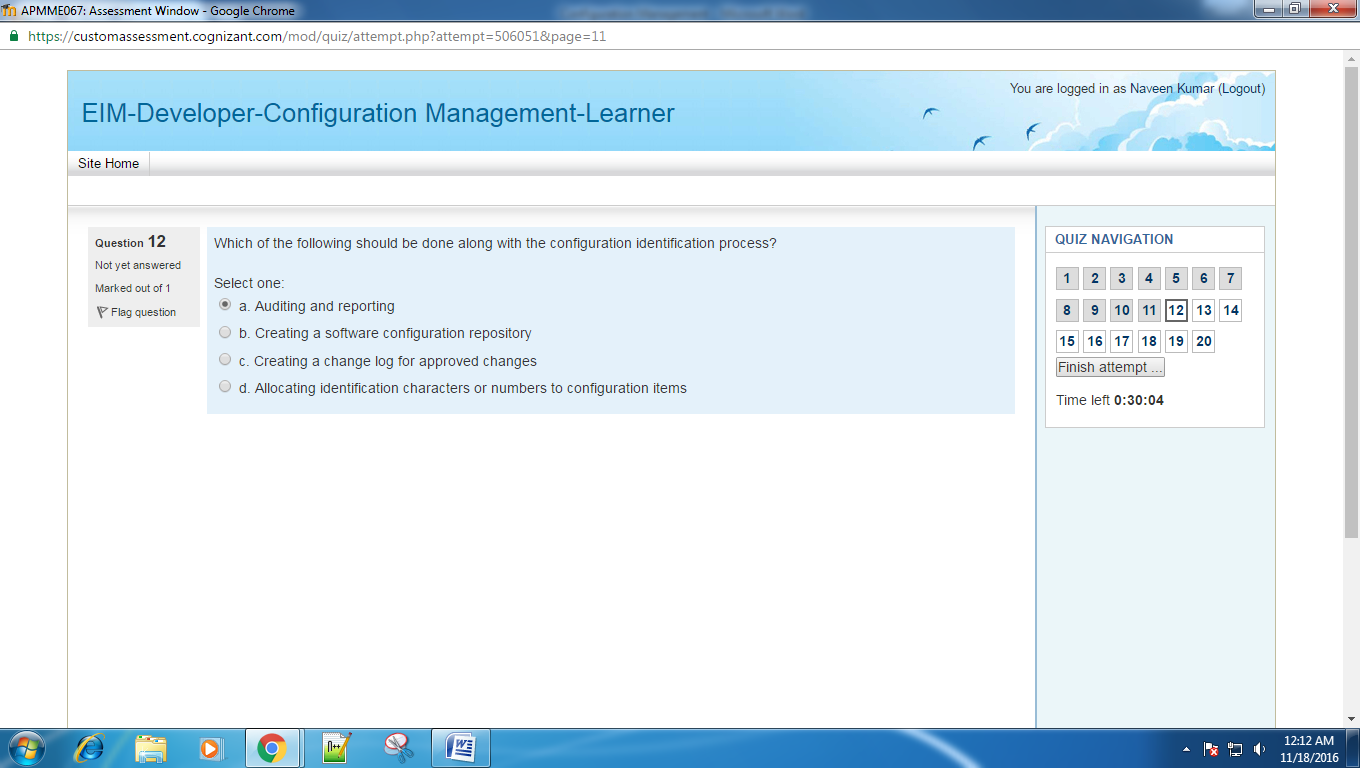 APMME067: Assessment Window - Google Chrome
https://customassessment.cognizant.com/mod/quiz/attempt.php?attempt=506051&page=11
You are logged in as Naveen Kumar (Logout)
EIM-Developer-Configuration Management-Learner
Site Home
Question 12
Not yet answered
Marked out of 1
Flag question
Which of the following should be done along with the configuration identification process?
Select one:
a. Auditing and reporting
b. Creating a software configuration repository
c. Creating a change log for approved changes
d. Allocating identification characters or numbers to configuration items
QUIZ NAVIGATION
1 2 3 4 5 6 7
8 9 10 11 12 13 14
15 16 17 18 19 20
Finish attempt ...
Time left 0:30:04
12:12 AM
11/18/2016